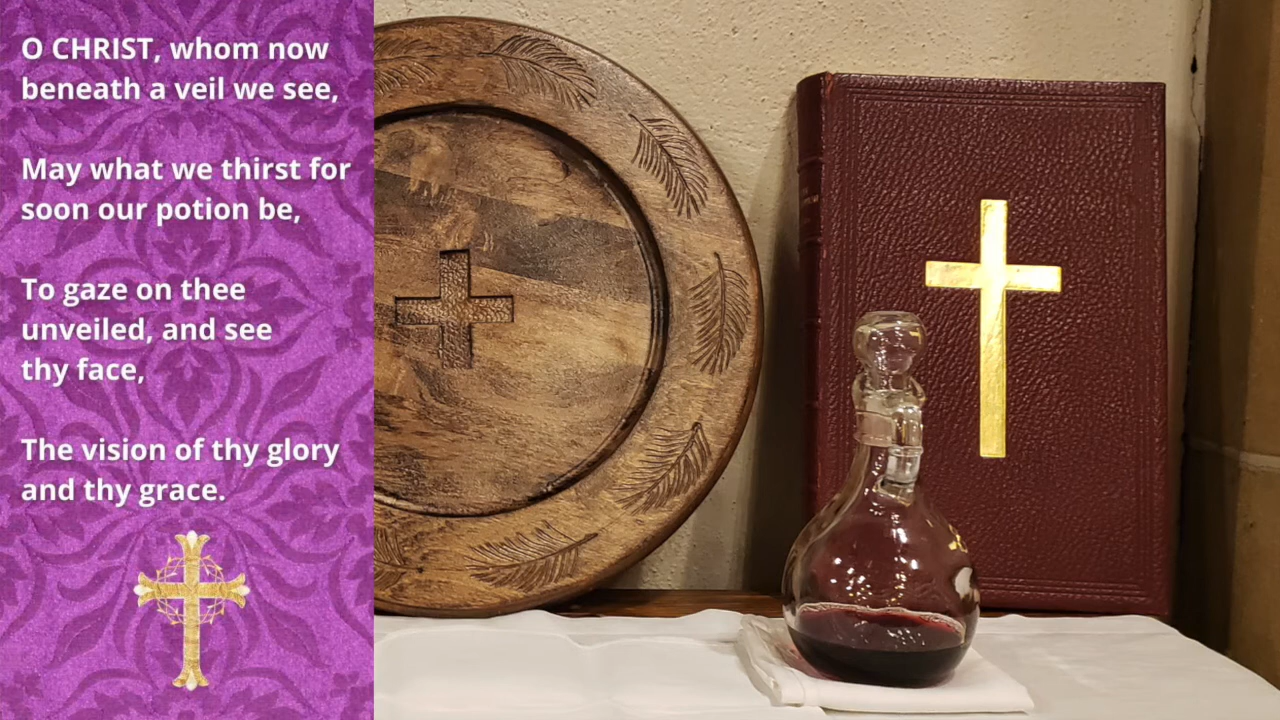 O CHRIST, whom now
beneath a veil we see,
May what we thirst for
soon our potion be,
To gaze on thee
unveiled, and see
thy face,
The vision of thy glory
and thy grace.